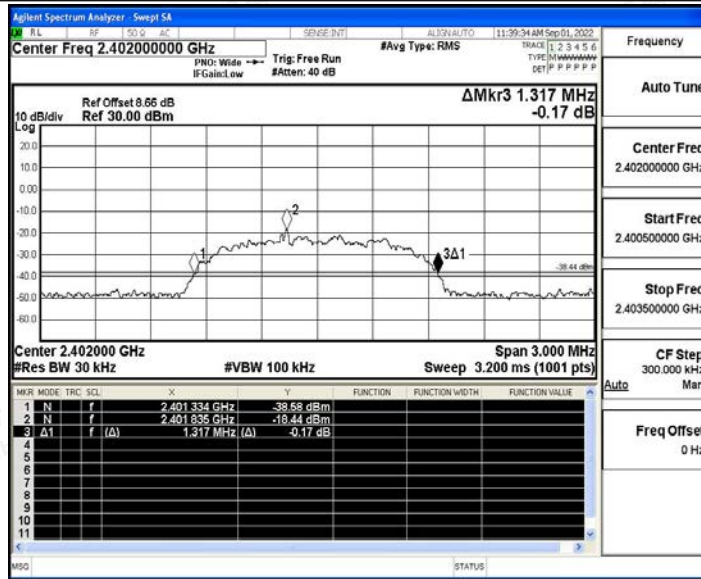 Agilent Spectrum Analyzer - Swept SA
RL RF 50 Ω AC SENSE:INT ALIGN AUTO 11:39:34 AM Sep 01, 2022
Center Freq 2.402000000 GHz
PNO: Wide
IFGain:Low
Trig: Free Run
#Atten: 40 dB
#Avg Type: RMS
TRACE 1 2 3 4 5 6
TYPE M
DET P P P P P P
Frequency
Auto Tune
ΔMkr3 1.317 MHz
-0.17 dB
Ref Offset 8.66 dB
10 dB/div Ref 30.00 dBm
Log
20.0
10.0
0.00
-10.0
-20.0
-30.0
-40.0
-50.0
-60.0
1
2
3Δ1
-38.44 dBm
Center Freq
2.402000000 GHz
Start Freq
2.400500000 GHz
Stop Freq
2.403500000 GHz
Center 2.402000 GHz Span 3.000 MHz
#Res BW 30 kHz #VBW 100 kHz Sweep 3.200 ms (1001 pts)
CF Step
300.000 kHz
Auto Man
Freq Offset
0 Hz
MKR MODE TRC SCL X Y FUNCTION FUNCTION WIDTH FUNCTION VALUE
1 N f 2.401 334 GHz -38.58 dBm
2 N f 2.401 835 GHz -18.44 dBm
3 Δ1 f (Δ) 1.317 MHz (Δ) -0.17 dB
4
5
6
7
8
9
10
11
MSG STATUS